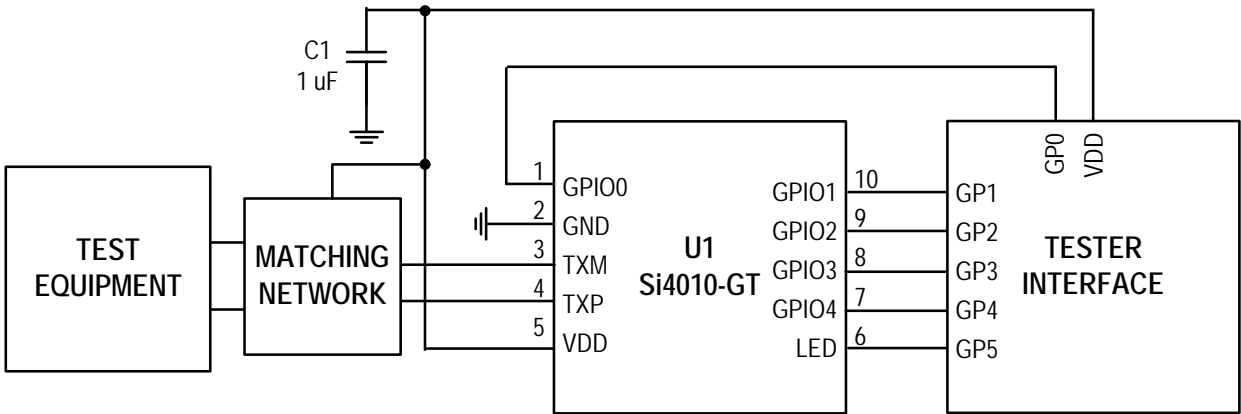 C1
1 uF
TEST
EQUIPMENT
MATCHING
NETWORK
1
GPIO0
2
GND
3
TXM
4
TXP
5
VDD
U1
Si4010-GT
GPIO1
10
GPIO2
9
GPIO3
8
GPIO4
7
LED
6
GP0
VDD
GP1
GP2
GP3
GP4
GP5
TESTER
INTERFACE